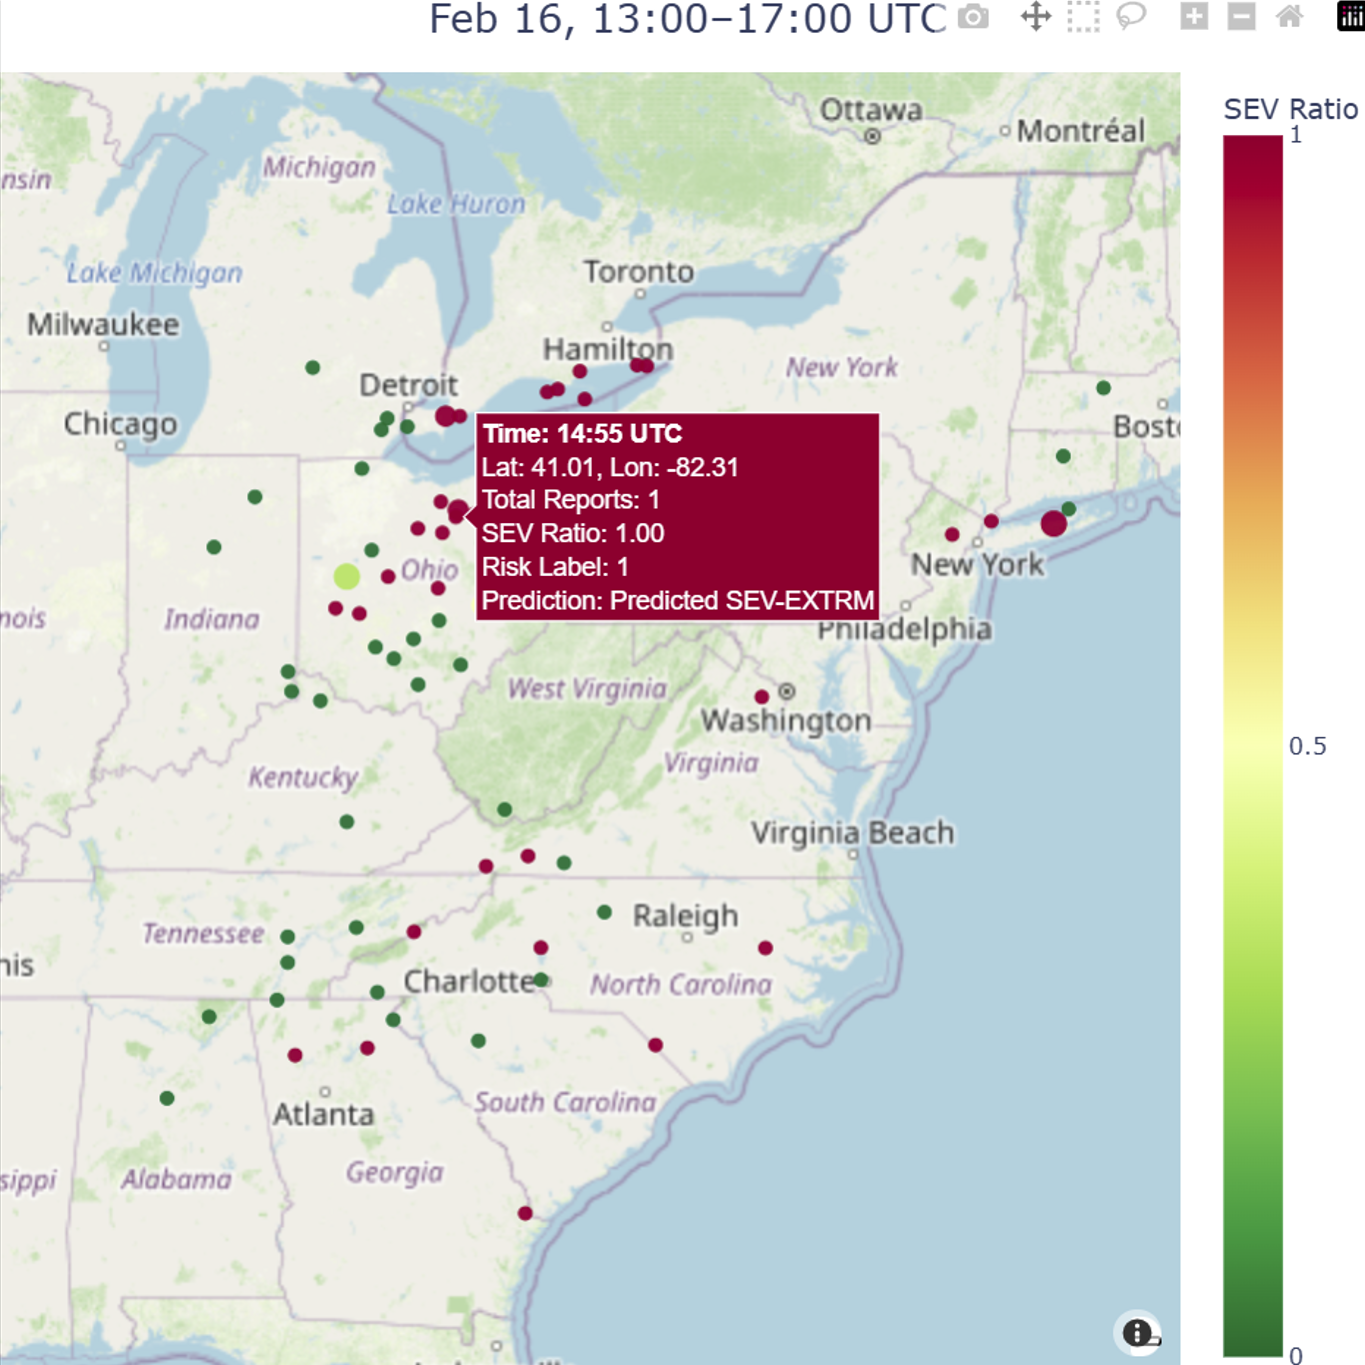 Feb 16, 13:00–17:00 UTC
SEV Ratio
1
0.5
0
Ottawa
Montréal
Michigan
nsin
Lake Huron
Lake Michigan
Toronto
Milwaukee
Hamilton
New York
Detroit
Chicago
Bost
Time: 14:55 UTC
Lat: 41.01, Lon: -82.31
Total Reports: 1
SEV Ratio: 1.00
Risk Label: 1
Prediction: Predicted SEV-EXTRM
New York
Ohio
nois
Indiana
Philadelphia
West Virginia
Washington
Virginia
Kentucky
Virginia Beach
Raleigh
Tennessee
his
Charlotte
North Carolina
South Carolina
Atlanta
Georgia
sippi
Alabama